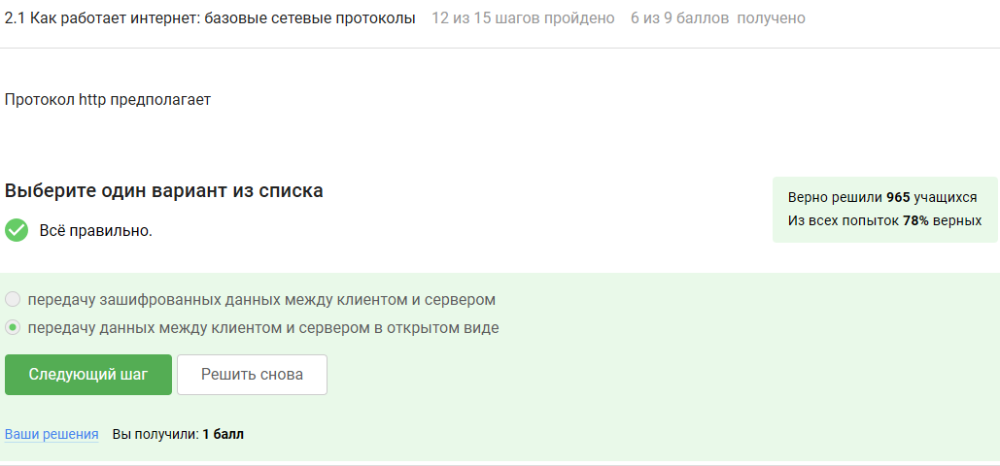 2.1 Как работает интернет: базовые сетевые протоколы 12 из 15 шагов пройдено 6 из 9 баллов получено
Протокол http предполагает
Выберите один вариант из списка
Всё правильно.
Верно решили 965 учащихся
Из всех попыток 78% верных
передачу зашифрованных данных между клиентом и сервером
передачу данных между клиентом и сервером в открытом виде
Следующий шаг Решить снова
Ваши решения Вы получили: 1 балл